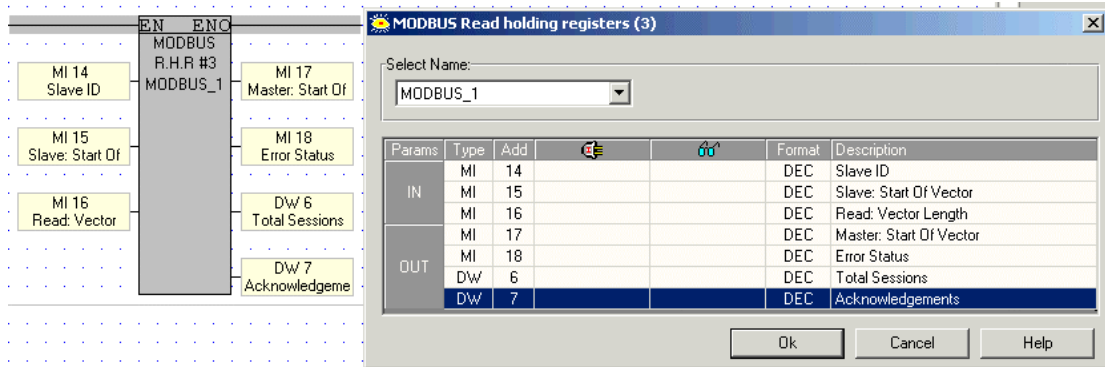 EN ENO
MODBUS
R.H.R #3
MODBUS_1
MI 14
Slave ID
MI 15
Slave: Start Of
MI 16
Read: Vector
MI 17
Master: Start Of
MI 18
Error Status
DW 6
Total Sessions
DW 7
Acknowledgeme
MODBUS Read holding registers (3)
Select Name:
MODBUS_1
Params Type Add Format Description
IN
MI 14 DEC Slave ID
MI 15 DEC Slave: Start Of Vector
MI 16 DEC Read: Vector Length
OUT
MI 17 DEC Master: Start Of Vector
MI 18 DEC Error Status
DW 6 DEC Total Sessions
DW 7 DEC Acknowledgements
Ok Cancel Help